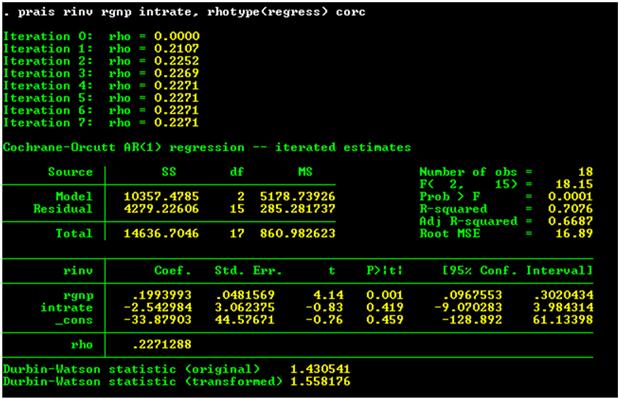 . prais rinv rgnp intrate, rhotype(regress) corc
Iteration 0: rho = 0.0000
Iteration 1: rho = 0.2107
Iteration 2: rho = 0.2252
Iteration 3: rho = 0.2269
Iteration 4: rho = 0.2271
Iteration 5: rho = 0.2271
Iteration 6: rho = 0.2271
Iteration 7: rho = 0.2271
Cochrane-Orcutt AR(1) regression -- iterated estimates
Source | SS df MS Number of obs = 18
F( 2, 15) = 18.15
Model | 10357.4785 2 5178.73926 Prob > F = 0.0001
Residual | 4279.22606 15 285.281737 R-squared = 0.7076
Adj R-squared = 0.6687
Total | 14636.7046 17 860.982623 Root MSE = 16.89
rinv | Coef. Std. Err. t P>|t| [95% Conf. Interval]
rgnp | .1993993 .0481569 4.14 0.001 .0967553 .3020434
intrate | -2.542984 3.062375 -0.83 0.419 -9.070283 3.984314
_cons | -33.87903 44.57671 -0.76 0.459 -128.892 61.13398
rho | .2271288
Durbin-Watson statistic (original) 1.430541
Durbin-Watson statistic (transformed) 1.558176